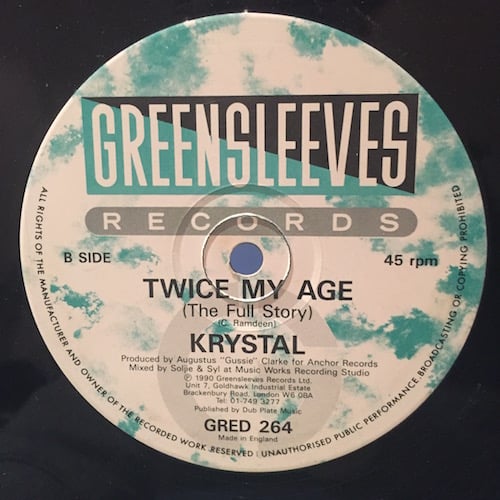 GREENSLEEVES
RECORDS
B SIDE
45 rpm
TWICE MY AGE
(The Full Story)
(C. Ramdeen)
KRYSTAL
Produced by Augustus "Gussie" Clarke for Anchor Records
Mixed by Soljie & Syl at Music Works Recording Studio
℗ 1990 Greensleeves Records Ltd.
Unit 7, Goldhawk Industrial Estate
Brackenbury Road, London W6 0BA
Tel: 01-749 3277
Published by Dub Plate Music
GRED 264
Made in England
ALL RIGHTS OF THE MANUFACTURER AND OWNER OF THE RECORDED WORK RESERVED UNAUTHORISED PUBLIC PERFORMANCE BROADCASTING OR COPYING PROHIBITED